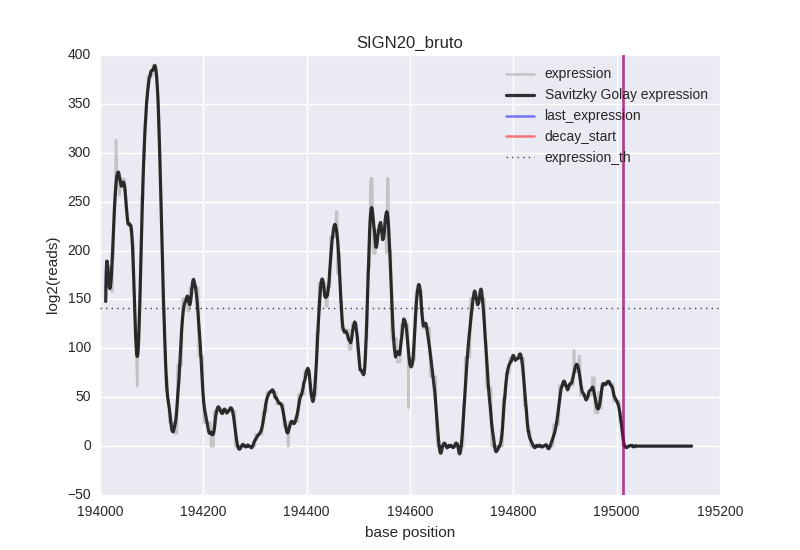 SIGN20_bruto
400
350
300
250
200
150
100
50
0
−50
log2(reads)
expression
Savitzky Golay expression
last_expression
decay_start
expression_th
194000 194200 194400 194600 194800 195000 195200
base position